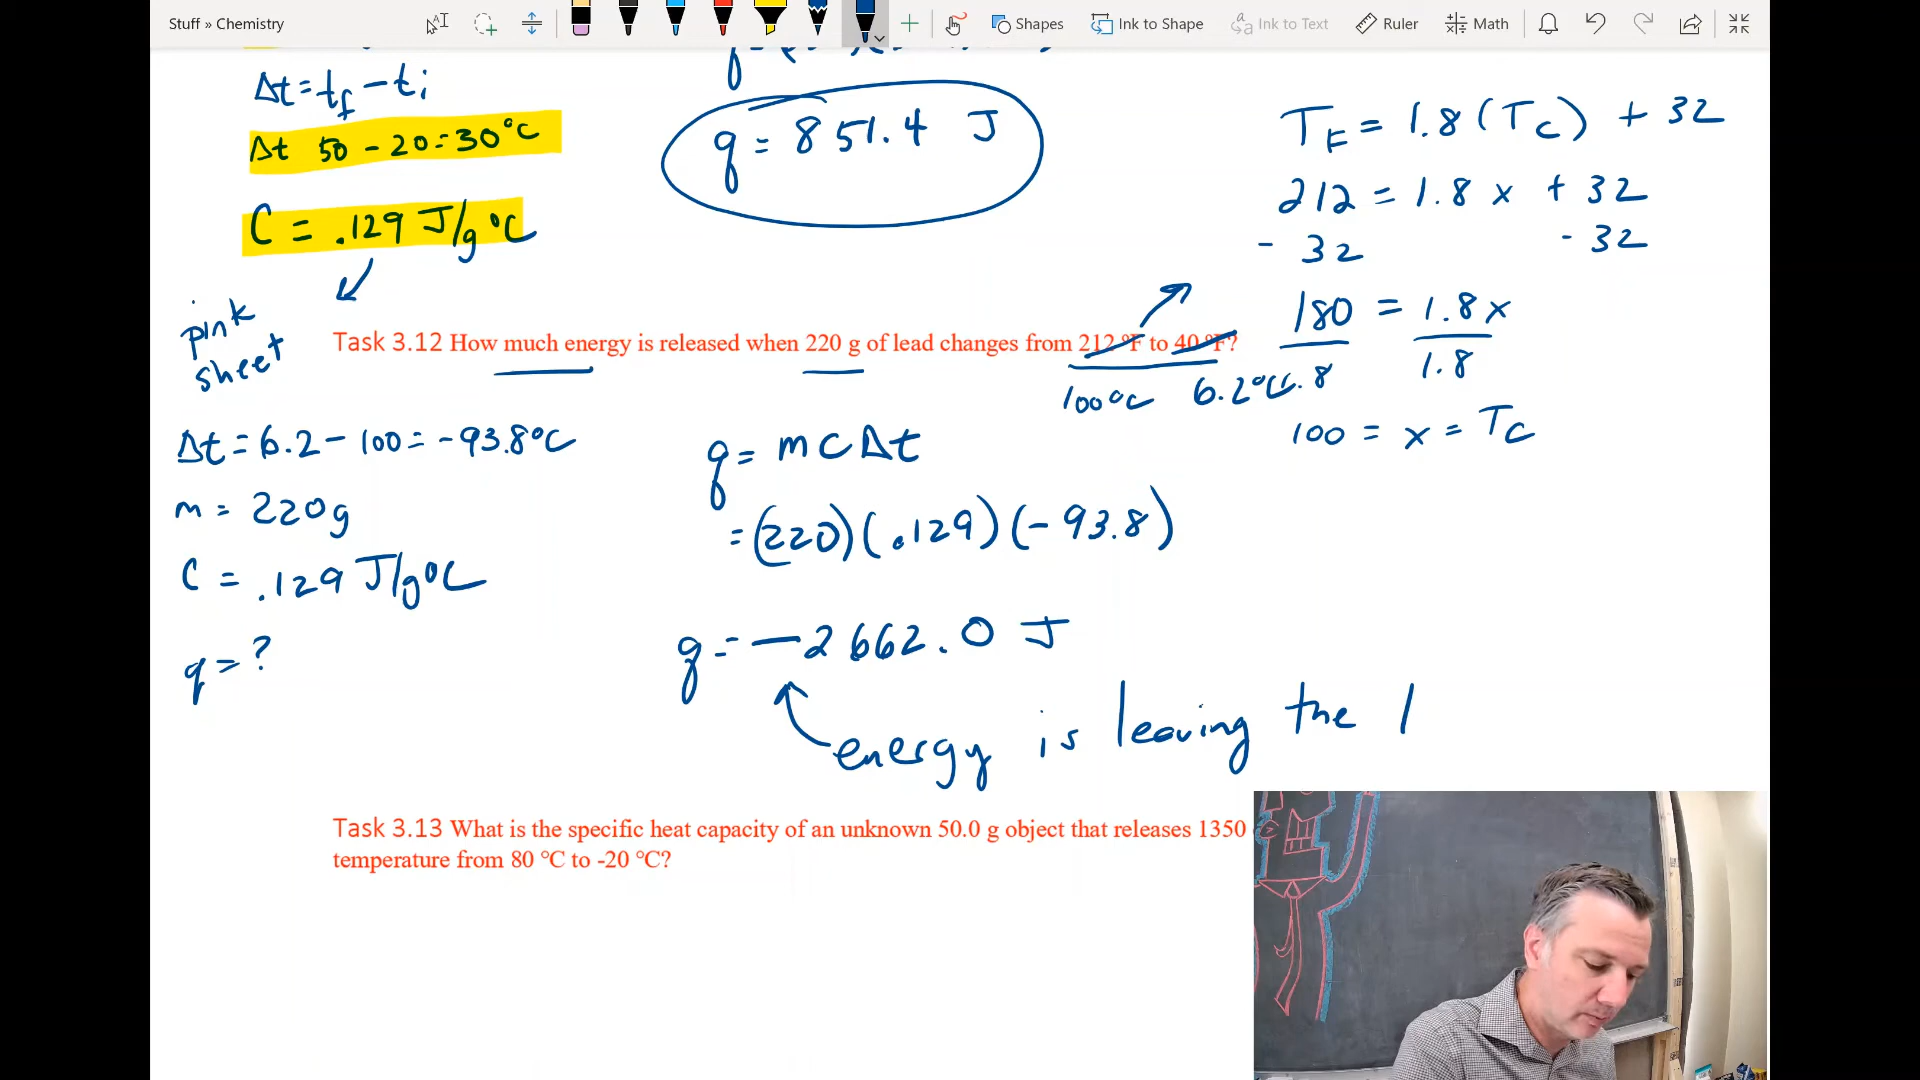 Stuff » Chemistry
Shapes
Ink to Shape
Ink to Text
Ruler
Math
Δt = tf - ti
Δt 50 - 20 = 30°C
C = .129 J/g°C
pink
sheet
q = 851.4 J
TF = 1.8 (TC) + 32
212 = 1.8 x + 32
- 32 - 32
180 = 1.8 x
1.8 1.8
100 = x = TC
Task 3.12 How much energy is released when 220 g of lead changes from 212 °F to 40 °F?
100°C 6.2°C
Δt = 6.2 - 100 = -93.8°C
m = 220g
C = .129 J/g°C
q = ?
q = mCΔt
= (220)(.129)(-93.8)
q = -2662.0 J
energy is leaving the l
Task 3.13 What is the specific heat capacity of an unknown 50.0 g object that releases 1350
temperature from 80 °C to -20 °C?